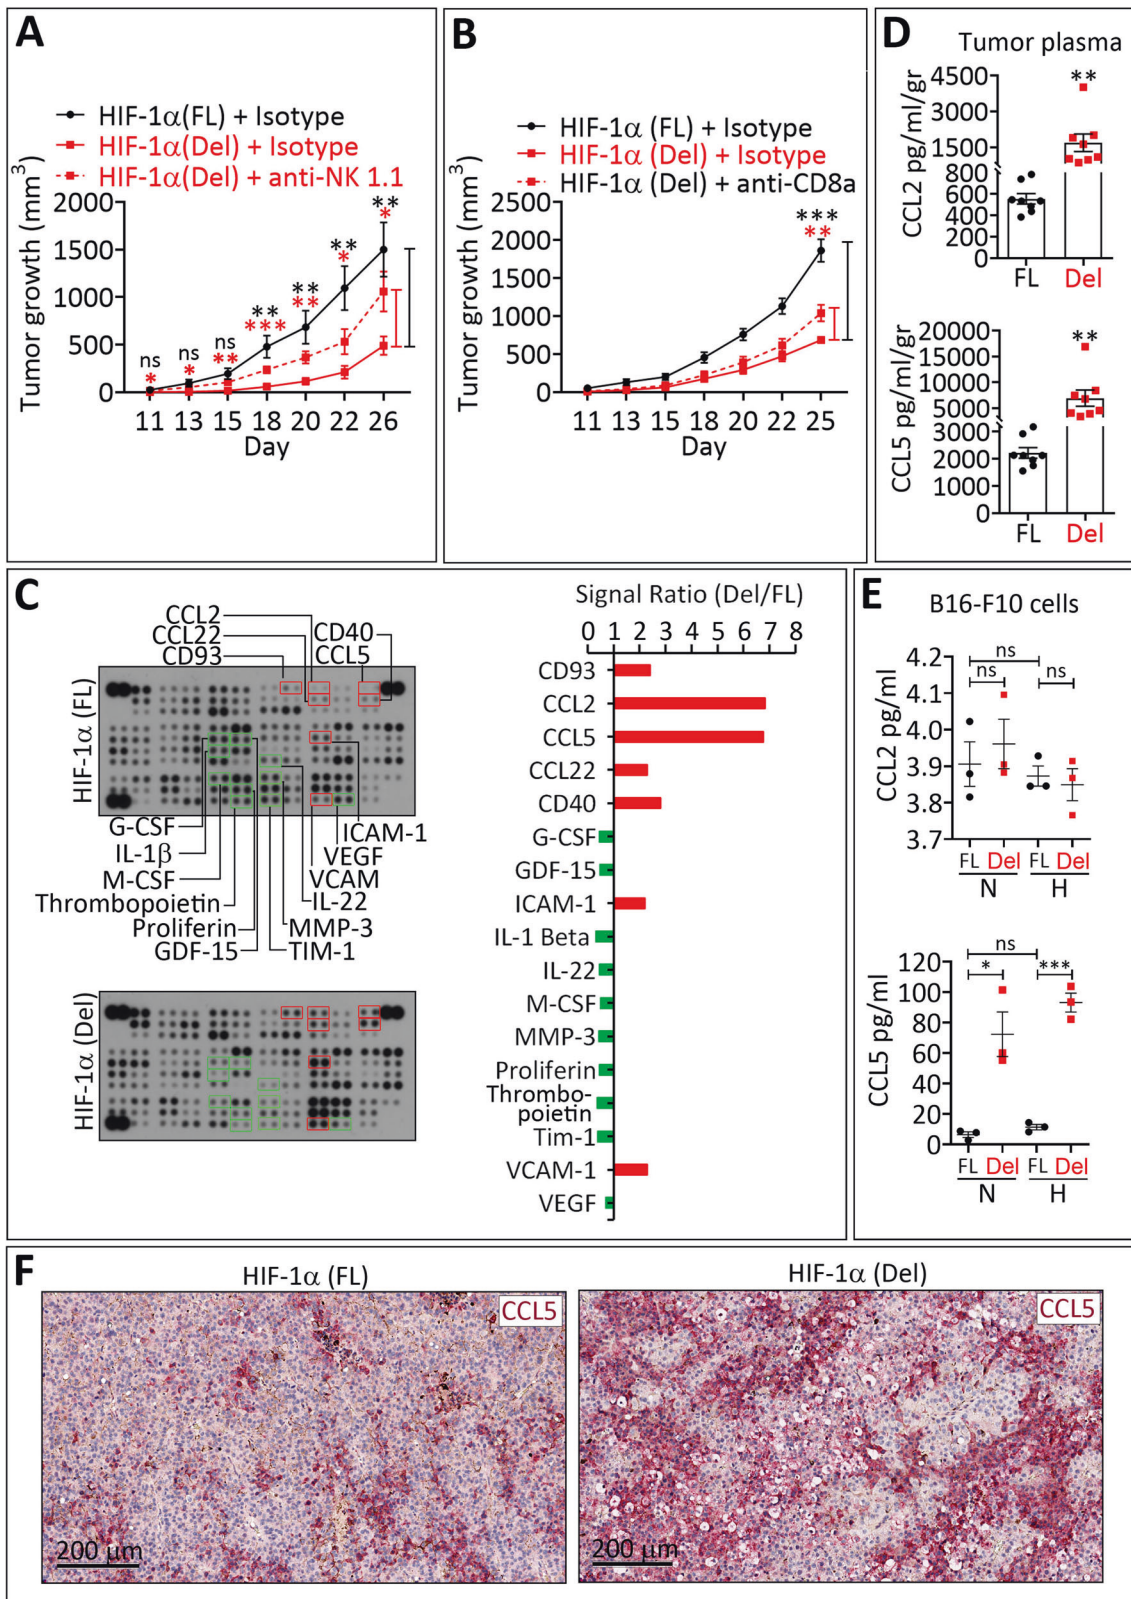 A
HIF-1α(FL) + Isotype
HIF-1α(Del) + Isotype
HIF-1α(Del) + anti-NK 1.1
Tumor growth (mm³)
2000
1500
1000
500
0
ns
*
ns
*
ns
**
**
***
**
**
**
*
**
*
11 13 15 18 20 22 26
Day
B
HIF-1α (FL) + Isotype
HIF-1α (Del) + Isotype
HIF-1α (Del) + anti-CD8a
Tumor growth (mm³)
2500
2000
1500
1000
500
0
***
**
11 13 15 18 20 22 25
Day
D
Tumor plasma
CCL2 pg/ml/gr
4500
3000
1500
800
600
400
200
0
**
FL Del
CCL5 pg/ml/gr
20000
15000
10000
5000
3000
2000
1000
0
**
FL Del
C
CCL2
CCL22
CD93
CD40
CCL5
HIF-1α (FL)
G-CSF
IL-1β
M-CSF
Thrombopoietin
Proliferin
GDF-15
ICAM-1
VEGF
VCAM
IL-22
MMP-3
TIM-1
HIF-1α (Del)
Signal Ratio (Del/FL)
0 1 2 3 4 5 6 7 8
CD93
CCL2
CCL5
CCL22
CD40
G-CSF
GDF-15
ICAM-1
IL-1 Beta
IL-22
M-CSF
MMP-3
Proliferin
Thrombo-
poietin
Tim-1
VCAM-1
VEGF
E
B16-F10 cells
CCL2 pg/ml
4.2
4.1
4.0
3.9
3.8
3.7
ns
ns
ns
FL Del FL Del
N H
CCL5 pg/ml
120
100
80
60
40
20
0
ns
*
***
FL Del FL Del
N H
F
HIF-1α (FL)
CCL5
200 µm
HIF-1α (Del)
CCL5
200 µm